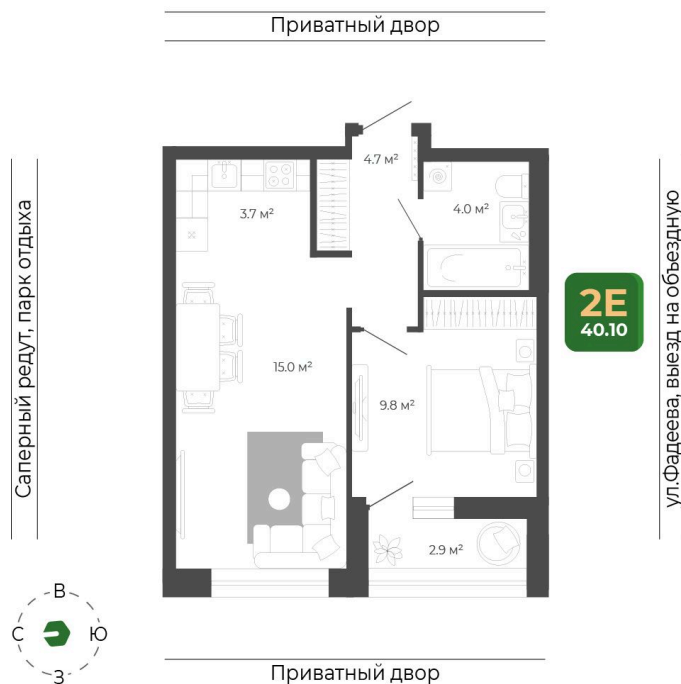 Приватный двор
4.7 м²
3.7 м²
4.0 м²
Саперный редут, парк отдыха
ул.Фадеева, выезд на объездную
2Е
40.10
15.0 м²
9.8 м²
2.9 м²
В
С
Ю
З
Приватный двор